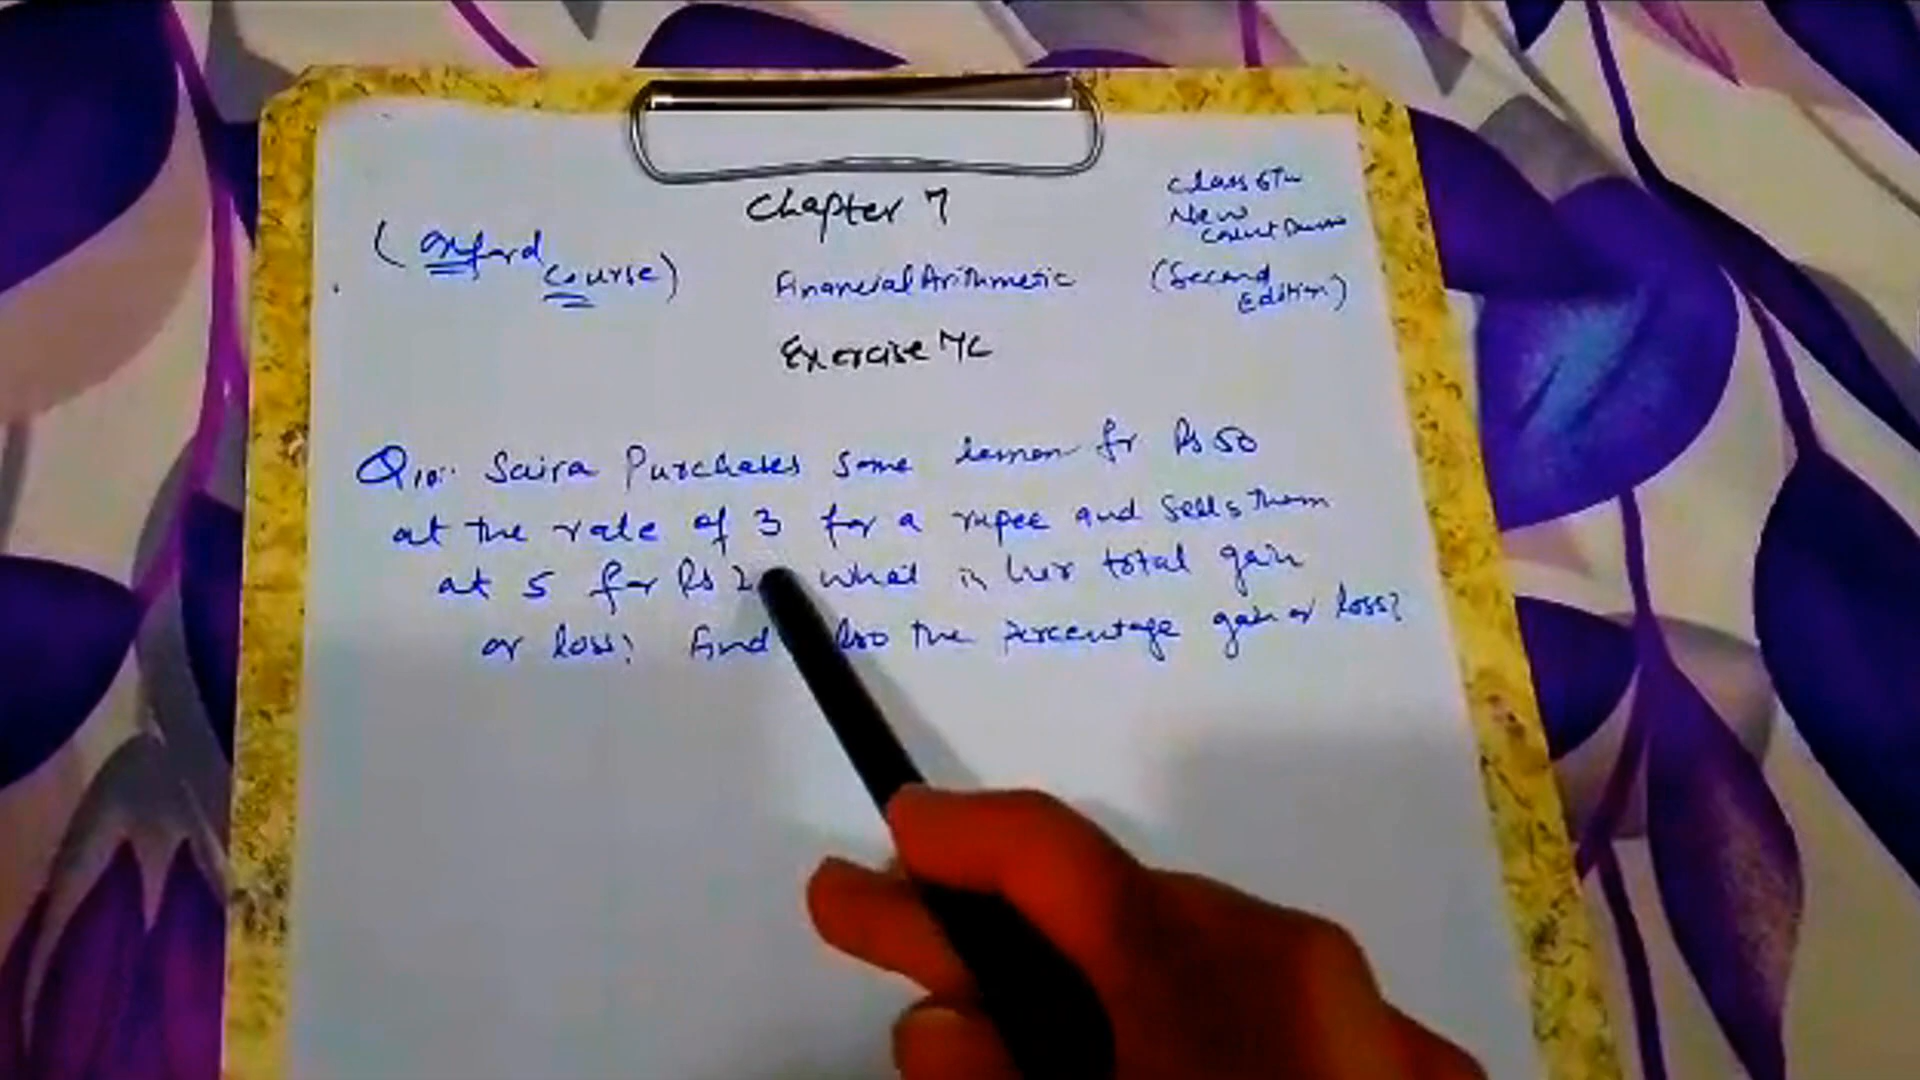 Chapter 7
Class 6th
New
(Oxford
Course)
Financial Arithmetic
(Second
Edition)
Exercise 7C
Q10: Saira Purchases some lemon for Rs 50
at the rate of 3 for a rupee and sells them
at 5 for Rs 2 what is her total gain
or loss? Find also the percentage gain or loss?